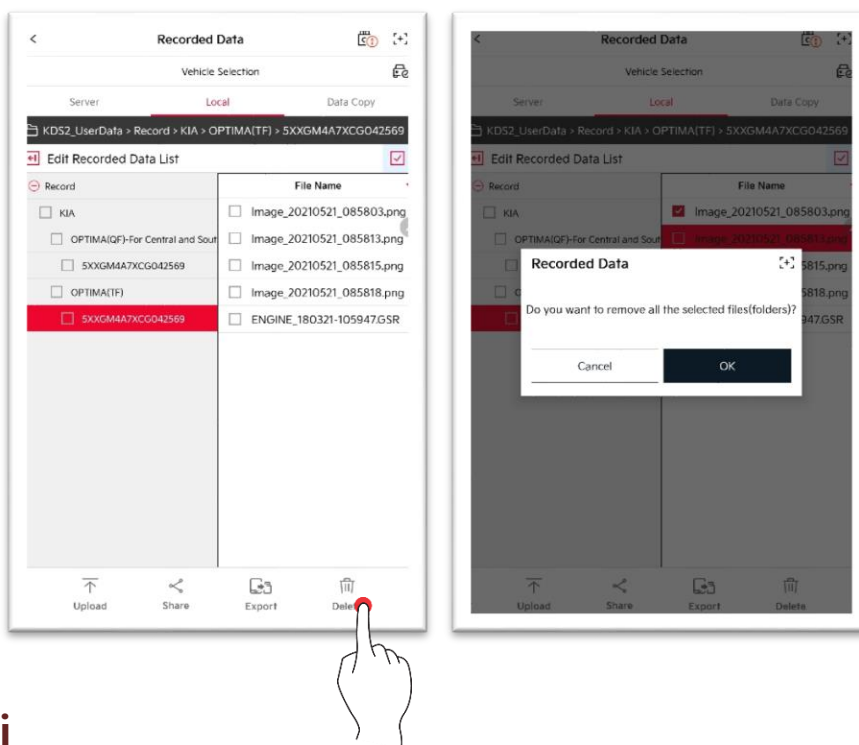 Recorded Data
Vehicle Selection
Server Local Data Copy
KDS2_UserData > Record > KIA > OPTIMA(TF) > 5XXGM4A7XCG042569
Edit Recorded Data List
Record File Name
KIA Image_20210521_085803.png
OPTIMA(QF)-For Central and Sout Image_20210521_085813.png
5XXGM4A7XCG042569 Image_20210521_085815.png
OPTIMA(TF) Image_20210521_085818.png
5XXGM4A7XCG042569 ENGINE_180321-105947.GSR
Upload Share Export Delet
Recorded Data
Vehicle Selection
Server Local Data Copy
KDS2_UserData > Record > KIA > OPTIMA(TF) > 5XXGM4A7XCG042569
Edit Recorded Data List
Record File Name
KIA Image_20210521_085803.png
OPTIMA(QF)-For Central and Sout Image_20210521_085813.png
Recorded Data
5815.png
5818.png
Do you want to remove all the selected files(folders)?
947.GSR
Cancel OK
Upload Share Export Delete
i